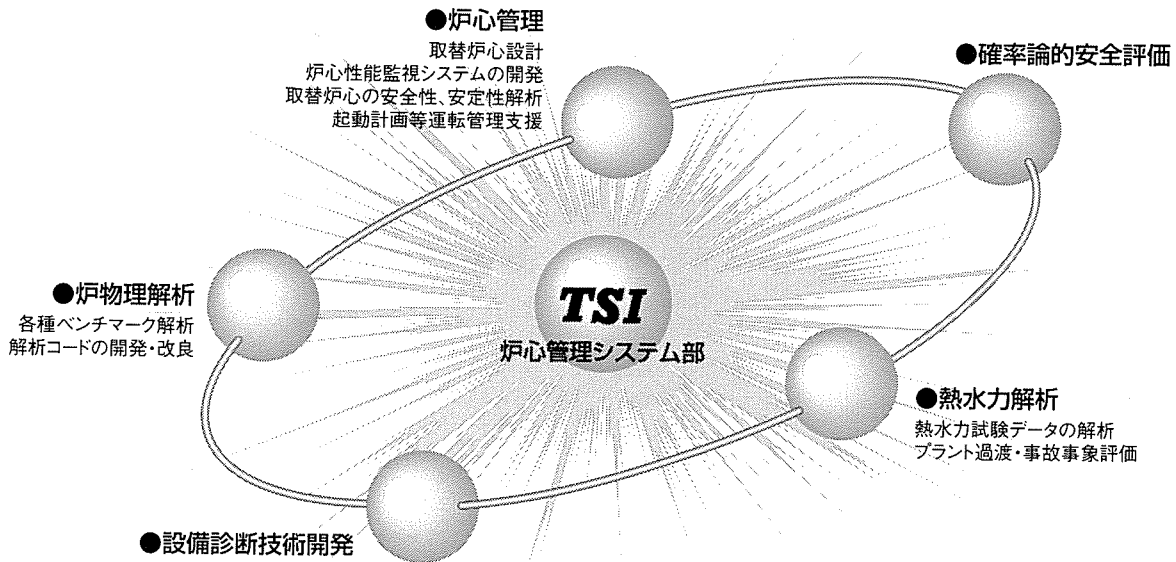 ●炉心管理
取替炉心設計
炉心性能監視システムの開発
取替炉心の安全性、安定性解析
起動計画等運転管理支援
●確率論的安全評価
●炉物理解析
各種ベンチマーク解析
解析コードの開発・改良
TSI
炉心管理システム部
●熱水力解析
熱水力試験データの解析
プラント過渡・事故事象評価
●設備診断技術開発